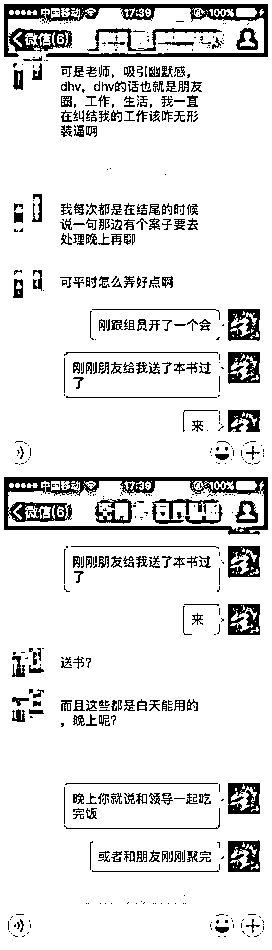 中国移动 17:39 100%
微信(6)
可是老师，吸引幽默感，
dhv，dhv的话也就是朋友
圈，工作，生活，我一直
在纠结我的工作该咋无形
装逼啊
我每次都是在结尾的时候
说一句那边有个案子要去
处理晚上再聊
可平时怎么弄好点啊
刚跟组员开了一个会
刚刚朋友给我送了本书过
了
来
中国移动 17:39 100%
微信(6)
刚刚朋友给我送了本书过
了
来
送书？
而且这些都是白天能用的
，晚上呢？
晚上你就说和领导一起吃
完饭
或者和朋友刚刚聚完